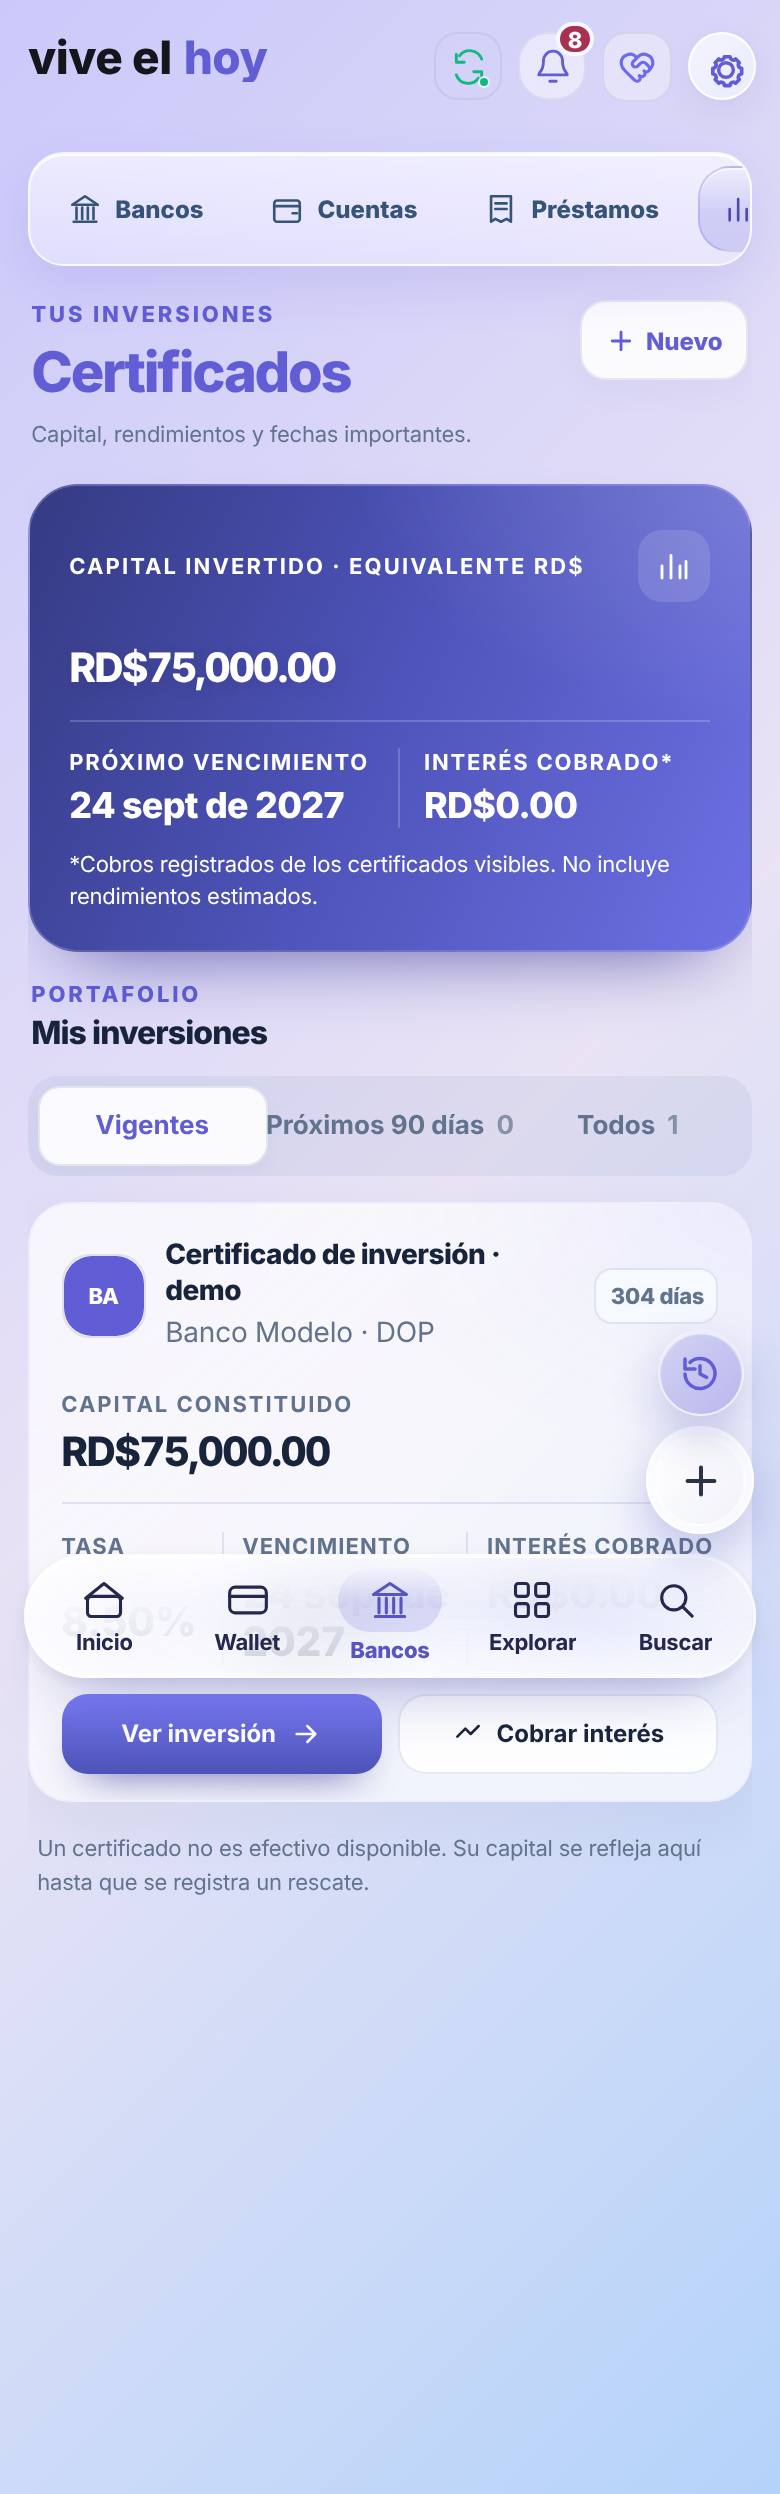 vive el hoy
8
Bancos
Cuentas
Préstamos
TUS INVERSIONES
Certificados
+ Nuevo
Capital, rendimientos y fechas importantes.
CAPITAL INVERTIDO · EQUIVALENTE RD$
RD$75,000.00
PRÓXIMO VENCIMIENTO
24 sept de 2027
INTERÉS COBRADO*
RD$0.00
*Cobros registrados de los certificados visibles. No incluye
rendimientos estimados.
PORTAFOLIO
Mis inversiones
Vigentes
Próximos 90 días 0
Todos 1
BA
Certificado de inversión ·
demo
Banco Modelo · DOP
304 días
CAPITAL CONSTITUIDO
RD$75,000.00
TASA
VENCIMIENTO
INTERÉS COBRADO
2027
Inicio
Wallet
Bancos
Explorar
Buscar
Ver inversión →
Cobrar interés
Un certificado no es efectivo disponible. Su capital se refleja aquí
hasta que se registra un rescate.